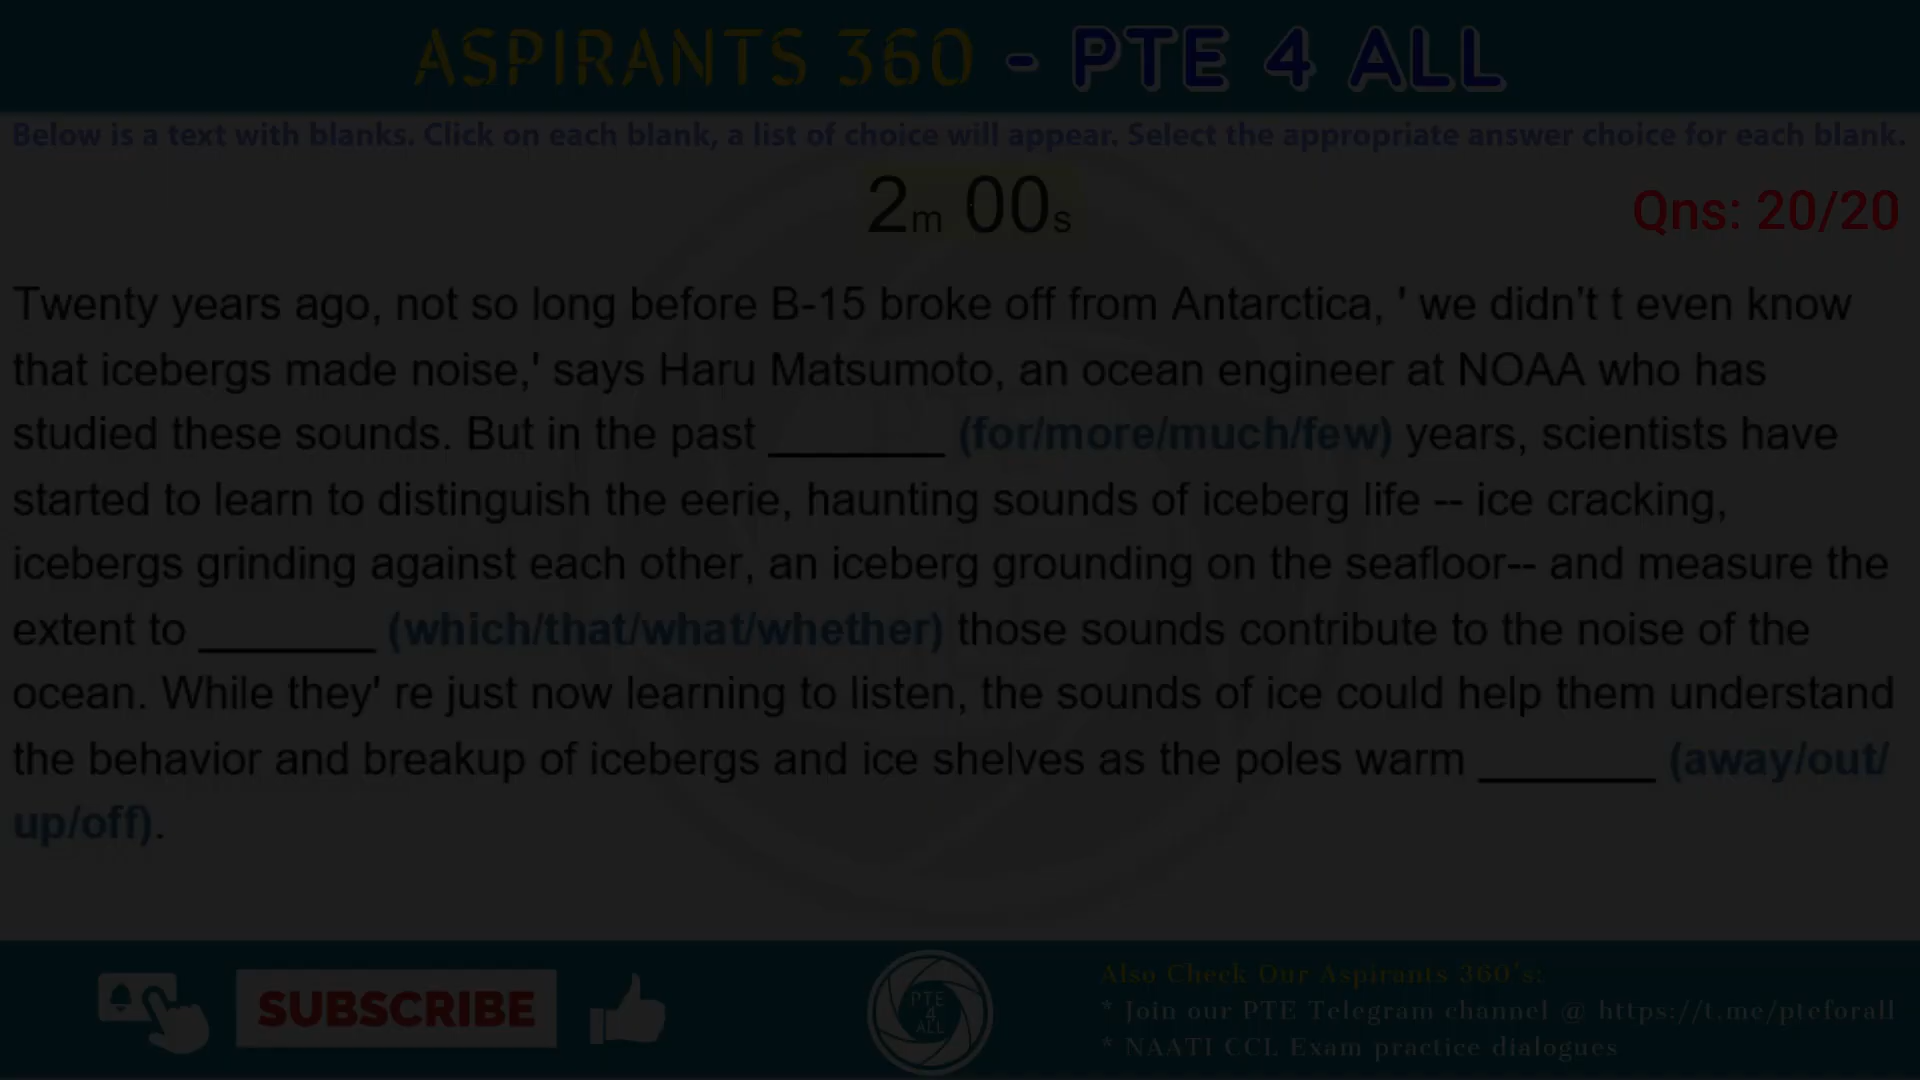 ASPIRANTS 360 - PTE 4 ALL
Below is a text with blanks. Click on each blank, a list of choice will appear. Select the appropriate answer choice for each blank.
2m 00s
Qns: 20/20
Twenty years ago, not so long before B-15 broke off from Antarctica, ' we didn't t even know
that icebergs made noise,' says Haru Matsumoto, an ocean engineer at NOAA who has
studied these sounds. But in the past _______ (for/more/much/few) years, scientists have
started to learn to distinguish the eerie, haunting sounds of iceberg life -- ice cracking,
icebergs grinding against each other, an iceberg grounding on the seafloor-- and measure the
extent to _______ (which/that/what/whether) those sounds contribute to the noise of the
ocean. While they' re just now learning to listen, the sounds of ice could help them understand
the behavior and breakup of icebergs and ice shelves as the poles warm _______ (away/out/
up/off).
SUBSCRIBE
PTE
4
ALL
Also Check Our Aspirants 360's:
* Join our PTE Telegram channel @ https://t.me/pteforall
* NAATI CCL Exam practice dialogues